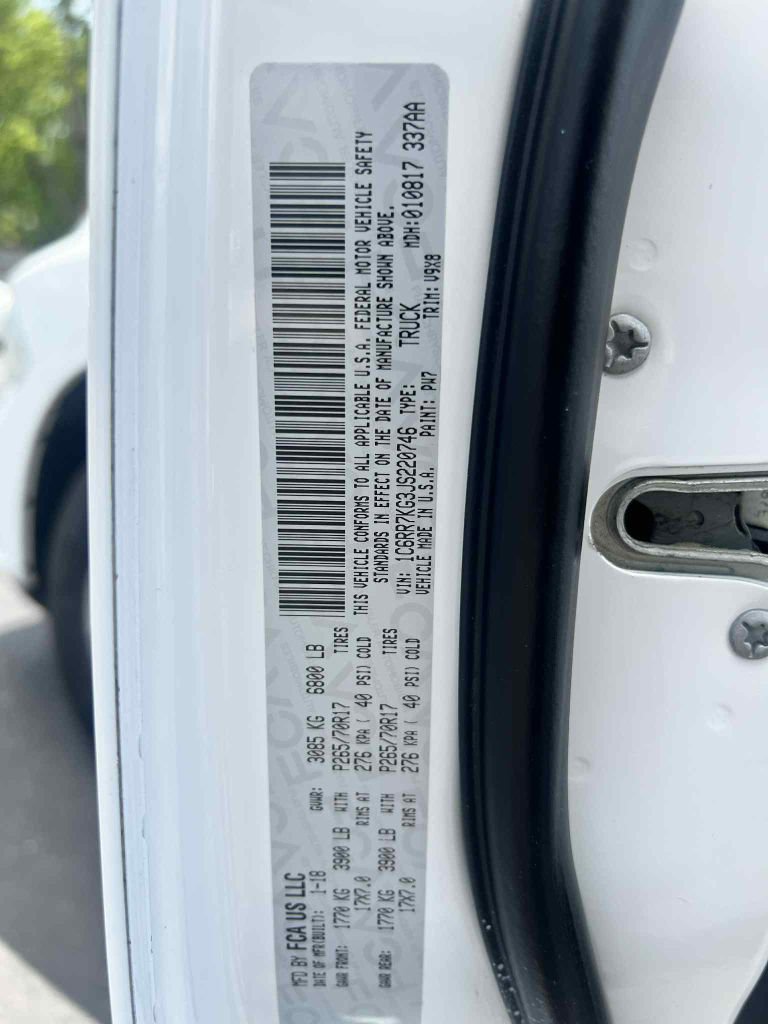 MFD BY FCA US LLC
DATE OF MFR(BUILT): 1-18 GVWR: 3085 KG 6800 LB
GAWR FRONT: 1770 KG 3900 LB WITH P265/70R17 TIRES
17X7.0 RIMS AT 276 KPA ( 40 PSI) COLD
GAWR REAR: 1770 KG 3900 LB WITH P265/70R17 TIRES
17X7.0 RIMS AT 276 KPA ( 40 PSI) COLD
THIS VEHICLE CONFORMS TO ALL APPLICABLE U.S.A. FEDERAL MOTOR VEHICLE SAFETY
STANDARDS IN EFFECT ON THE DATE OF MANUFACTURE SHOWN ABOVE.
VIN: 1C6RR7KG3JS220746 TYPE: TRUCK MDH:010817 337AA
VEHICLE MADE IN U.S.A. PAINT: PW7 TRIM: V9X8